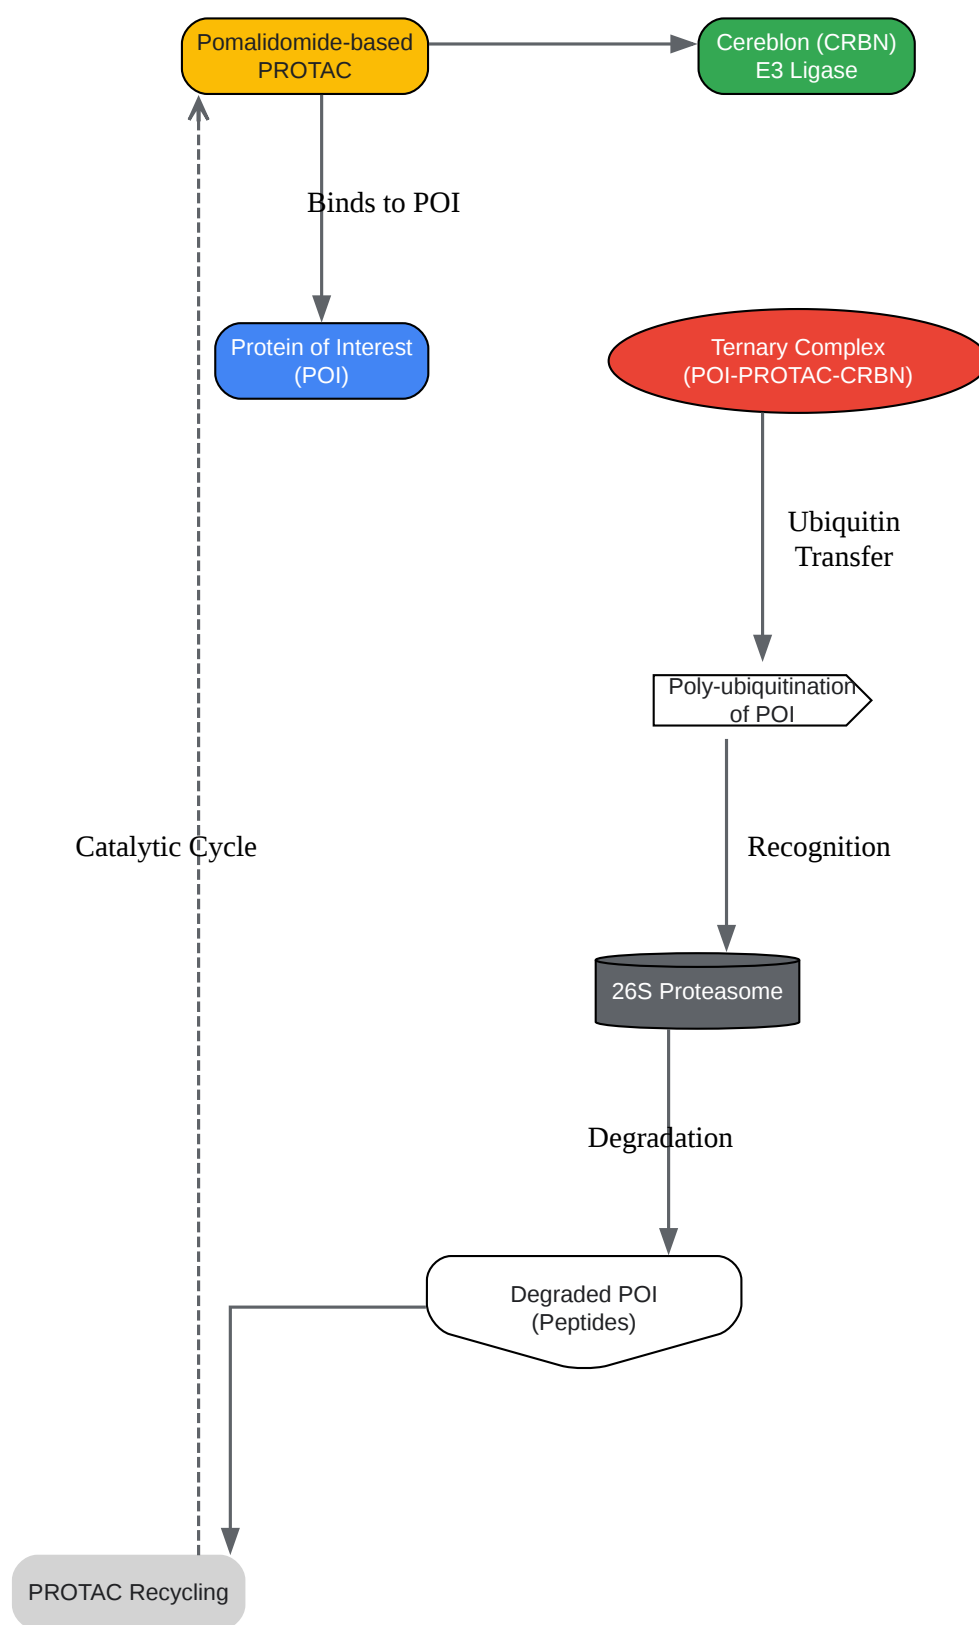 Pomalidomide-based
PROTAC
Cereblon (CRBN)
E3 Ligase
Binds to POI
Protein of Interest
(POI)
Ternary Complex
(POI-PROTAC-CRBN)
Ubiquitin
Transfer
Poly-ubiquitination
of POI
Catalytic Cycle
Recognition
26S Proteasome
Degradation
Degraded POI
(Peptides)
PROTAC Recycling